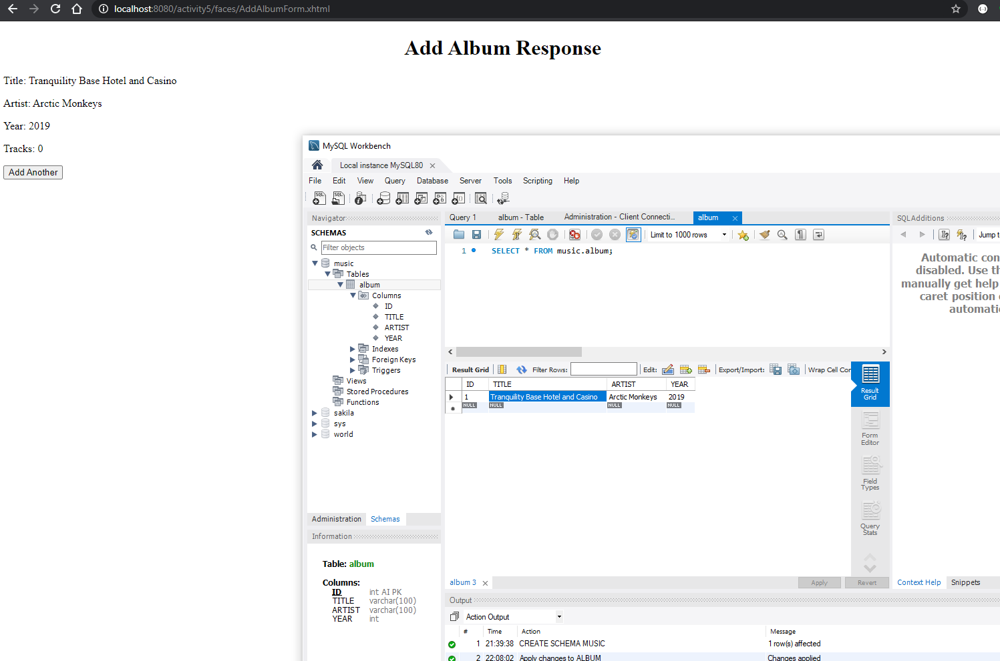 localhost:8080/activity5/faces/AddAlbumForm.xhtml
Add Album Response
Title: Tranquility Base Hotel and Casino
Artist: Arctic Monkeys
Year: 2019
Tracks: 0
Add Another
MySQL Workbench
Local instance MySQL80
File Edit View Query Database Server Tools Scripting Help
Navigator
SCHEMAS
Filter objects
music
Tables
album
Columns
ID
TITLE
ARTIST
YEAR
Indexes
Foreign Keys
Triggers
Views
Stored Procedures
Functions
sakila
sys
world
Administration Schemas
Information
Table: album
Columns:
ID int AI PK
TITLE varchar(100)
ARTIST varchar(100)
YEAR int
Query 1 album - Table Administration - Client Connecti... album
Limit to 1000 rows
1 SELECT * FROM music.album;
Result Grid Filter Rows: Edit: Export/Import: Wrap Cell Con
ID TITLE ARTIST YEAR
1 Tranquility Base Hotel and Casino Arctic Monkeys 2019
NULL NULL NULL NULL
Result
Grid
Form
Editor
Field
Types
Query
Stats
album 3 Apply Revert
Output
Action Output
# Time Action Message
1 21:39:38 CREATE SCHEMA MUSIC 1 row(s) affected
2 22:08:02 Apply changes to ALBUM Changes applied
SQLAdditions
Jump t
Automatic con
disabled. Use th
manually get help
caret position
automatic
Context Help Snippets